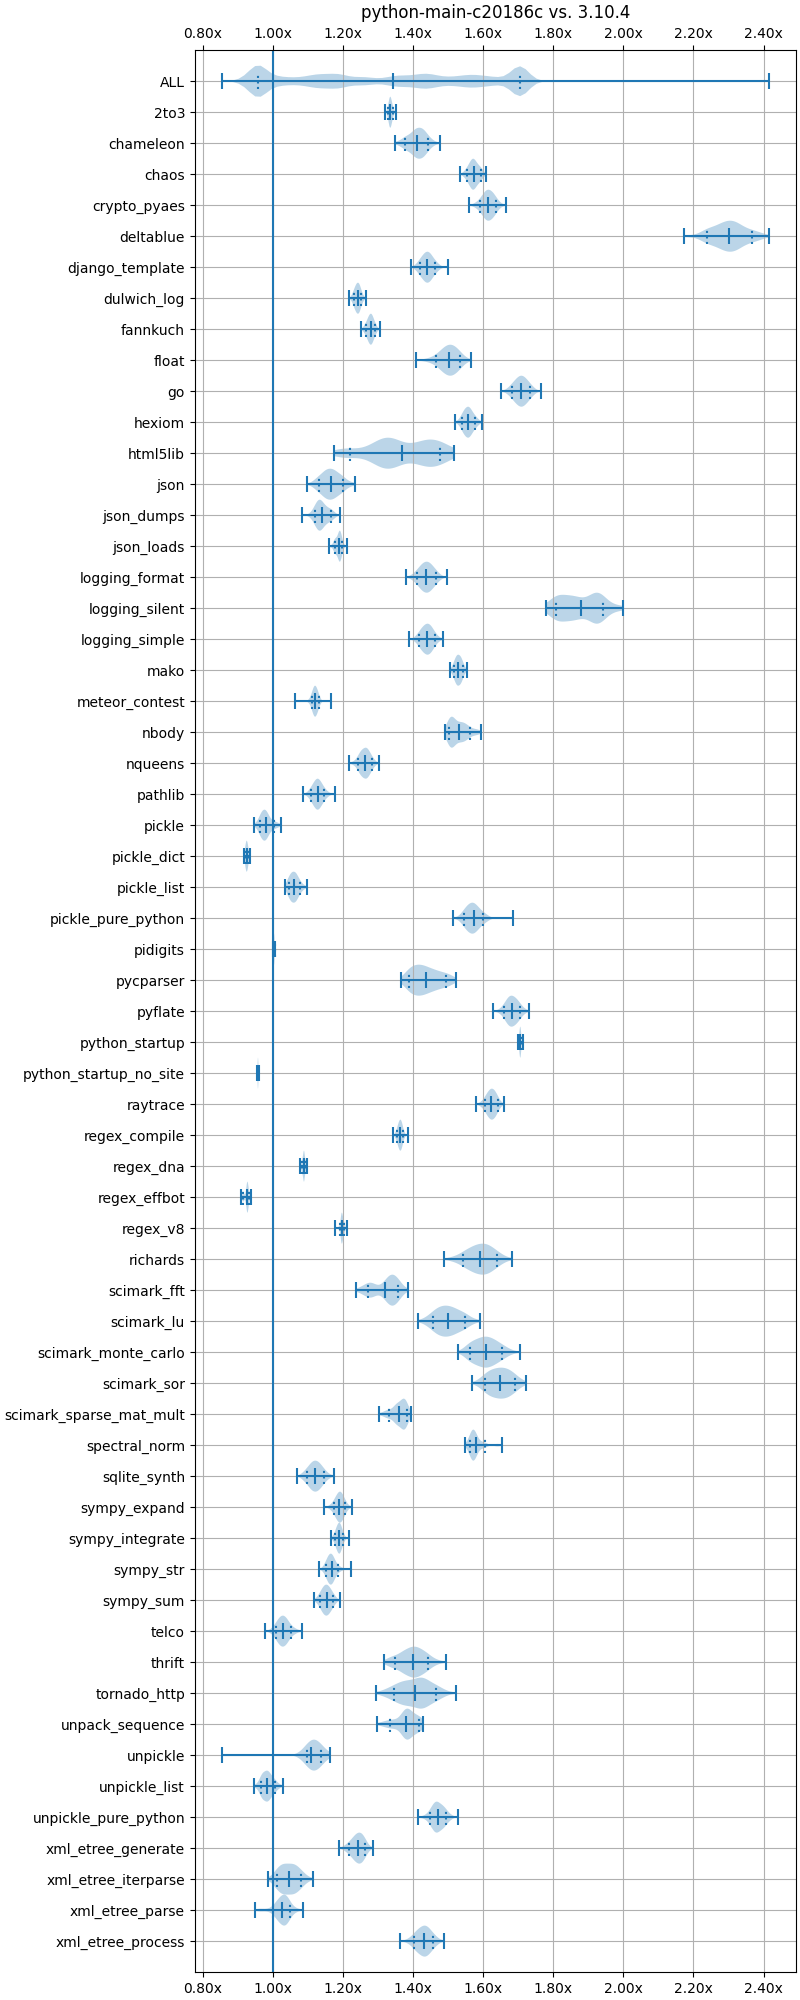 python-main-c20186c vs. 3.10.4
0.80x 1.00x 1.20x 1.40x 1.60x 1.80x 2.00x 2.20x 2.40x
ALL
2to3
chameleon
chaos
crypto_pyaes
deltablue
django_template
dulwich_log
fannkuch
float
go
hexiom
html5lib
json
json_dumps
json_loads
logging_format
logging_silent
logging_simple
mako
meteor_contest
nbody
nqueens
pathlib
pickle
pickle_dict
pickle_list
pickle_pure_python
pidigits
pycparser
pyflate
python_startup
python_startup_no_site
raytrace
regex_compile
regex_dna
regex_effbot
regex_v8
richards
scimark_fft
scimark_lu
scimark_monte_carlo
scimark_sor
scimark_sparse_mat_mult
spectral_norm
sqlite_synth
sympy_expand
sympy_integrate
sympy_str
sympy_sum
telco
thrift
tornado_http
unpack_sequence
unpickle
unpickle_list
unpickle_pure_python
xml_etree_generate
xml_etree_iterparse
xml_etree_parse
xml_etree_process
0.80x 1.00x 1.20x 1.40x 1.60x 1.80x 2.00x 2.20x 2.40x